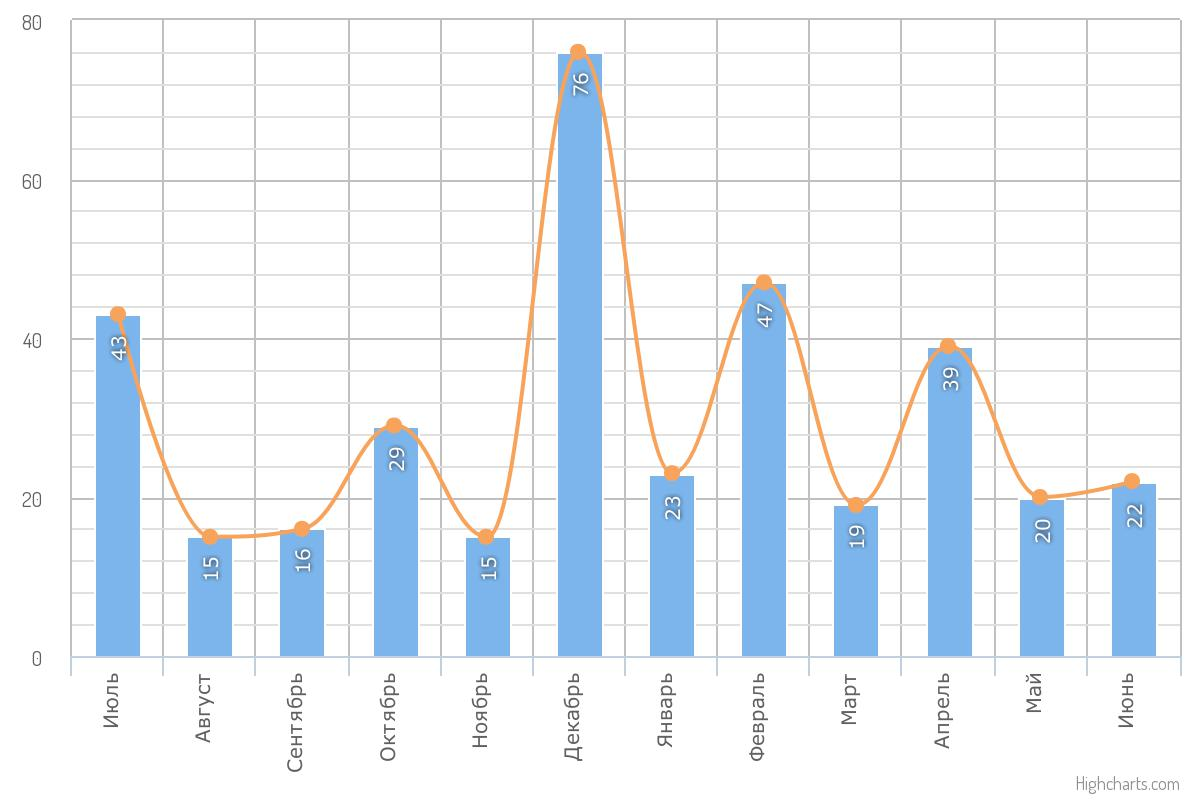 80
60
40
20
0
43
15
16
29
15
76
23
47
19
39
20
22
Июль
Август
Сентябрь
Октябрь
Ноябрь
Декабрь
Январь
Февраль
Март
Апрель
Май
Июнь
Highcharts.com